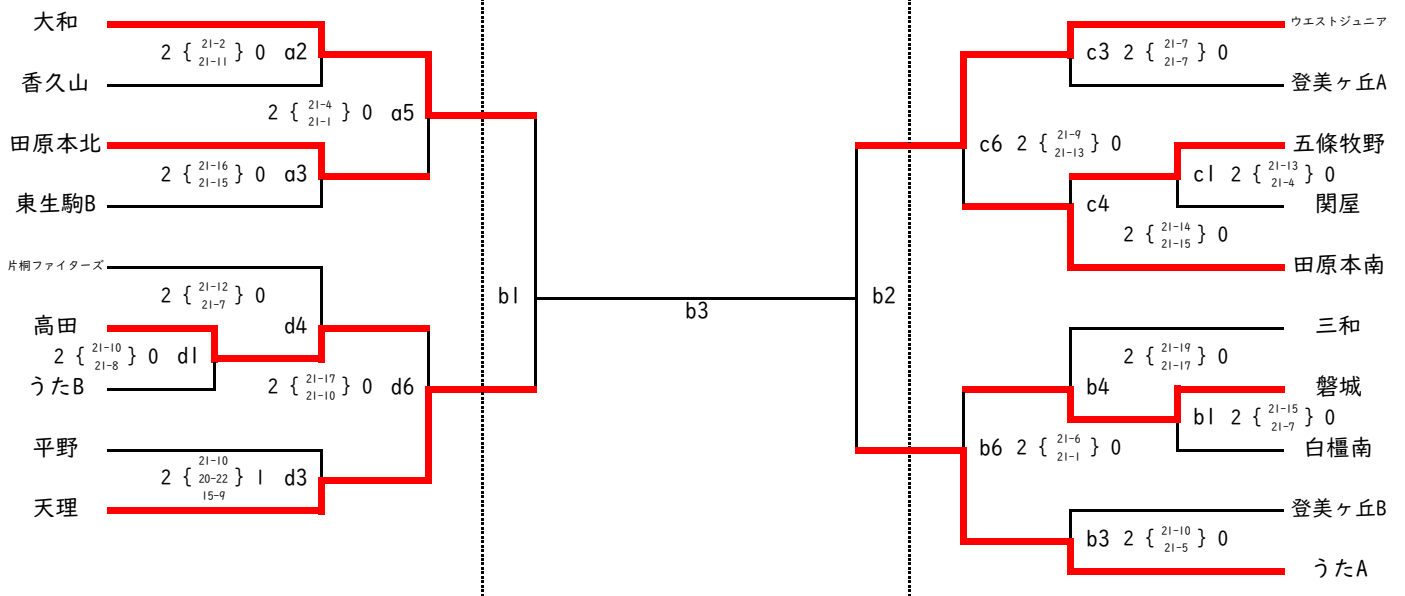 大和
2 { 21-2 21-11 } 0 a2
香久山
2 { 21-4 21-1 } 0 a5
田原本北
2 { 21-16 21-15 } 0 a3
東生駒B
片桐ファイターズ
2 { 21-12 21-7 } 0
d4
高田
2 { 21-10 21-8 } 0 d1
うたB
2 { 21-17 21-10 } 0 d6
平野
2 { 21-10 20-22 15-9 } 1 d3
天理
b1
b3
b2
ウエストジュニア
c3 2 { 21-7 21-7 } 0
登美ヶ丘A
c6 2 { 21-9 21-13 } 0
五條牧野
c1 2 { 21-13 21-4 } 0
関屋
c4
2 { 21-14 21-15 } 0
田原本南
三和
2 { 21-19 21-17 } 0
b4
磐城
b1 2 { 21-15 21-7 } 0
白橿南
b6 2 { 21-6 21-1 } 0
登美ヶ丘B
b3 2 { 21-10 21-5 } 0
うたA